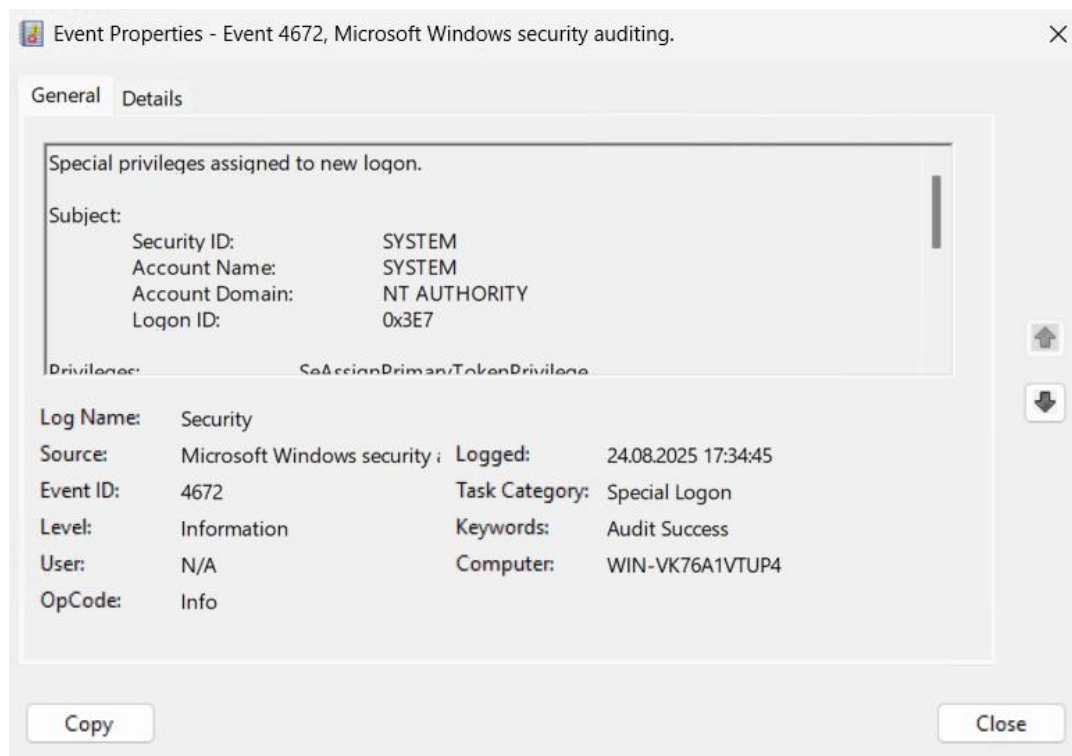 Event Properties - Event 4672, Microsoft Windows security auditing.
General Details
Special privileges assigned to new logon.
Subject:
Security ID: SYSTEM
Account Name: SYSTEM
Account Domain: NT AUTHORITY
Logon ID: 0x3E7
Privileges: SeAssignPrimaryTokenPrivilege
Log Name: Security
Source: Microsoft Windows security a Logged: 24.08.2025 17:34:45
Event ID: 4672 Task Category: Special Logon
Level: Information Keywords: Audit Success
User: N/A Computer: WIN-VK76A1VTUP4
OpCode: Info
Copy Close